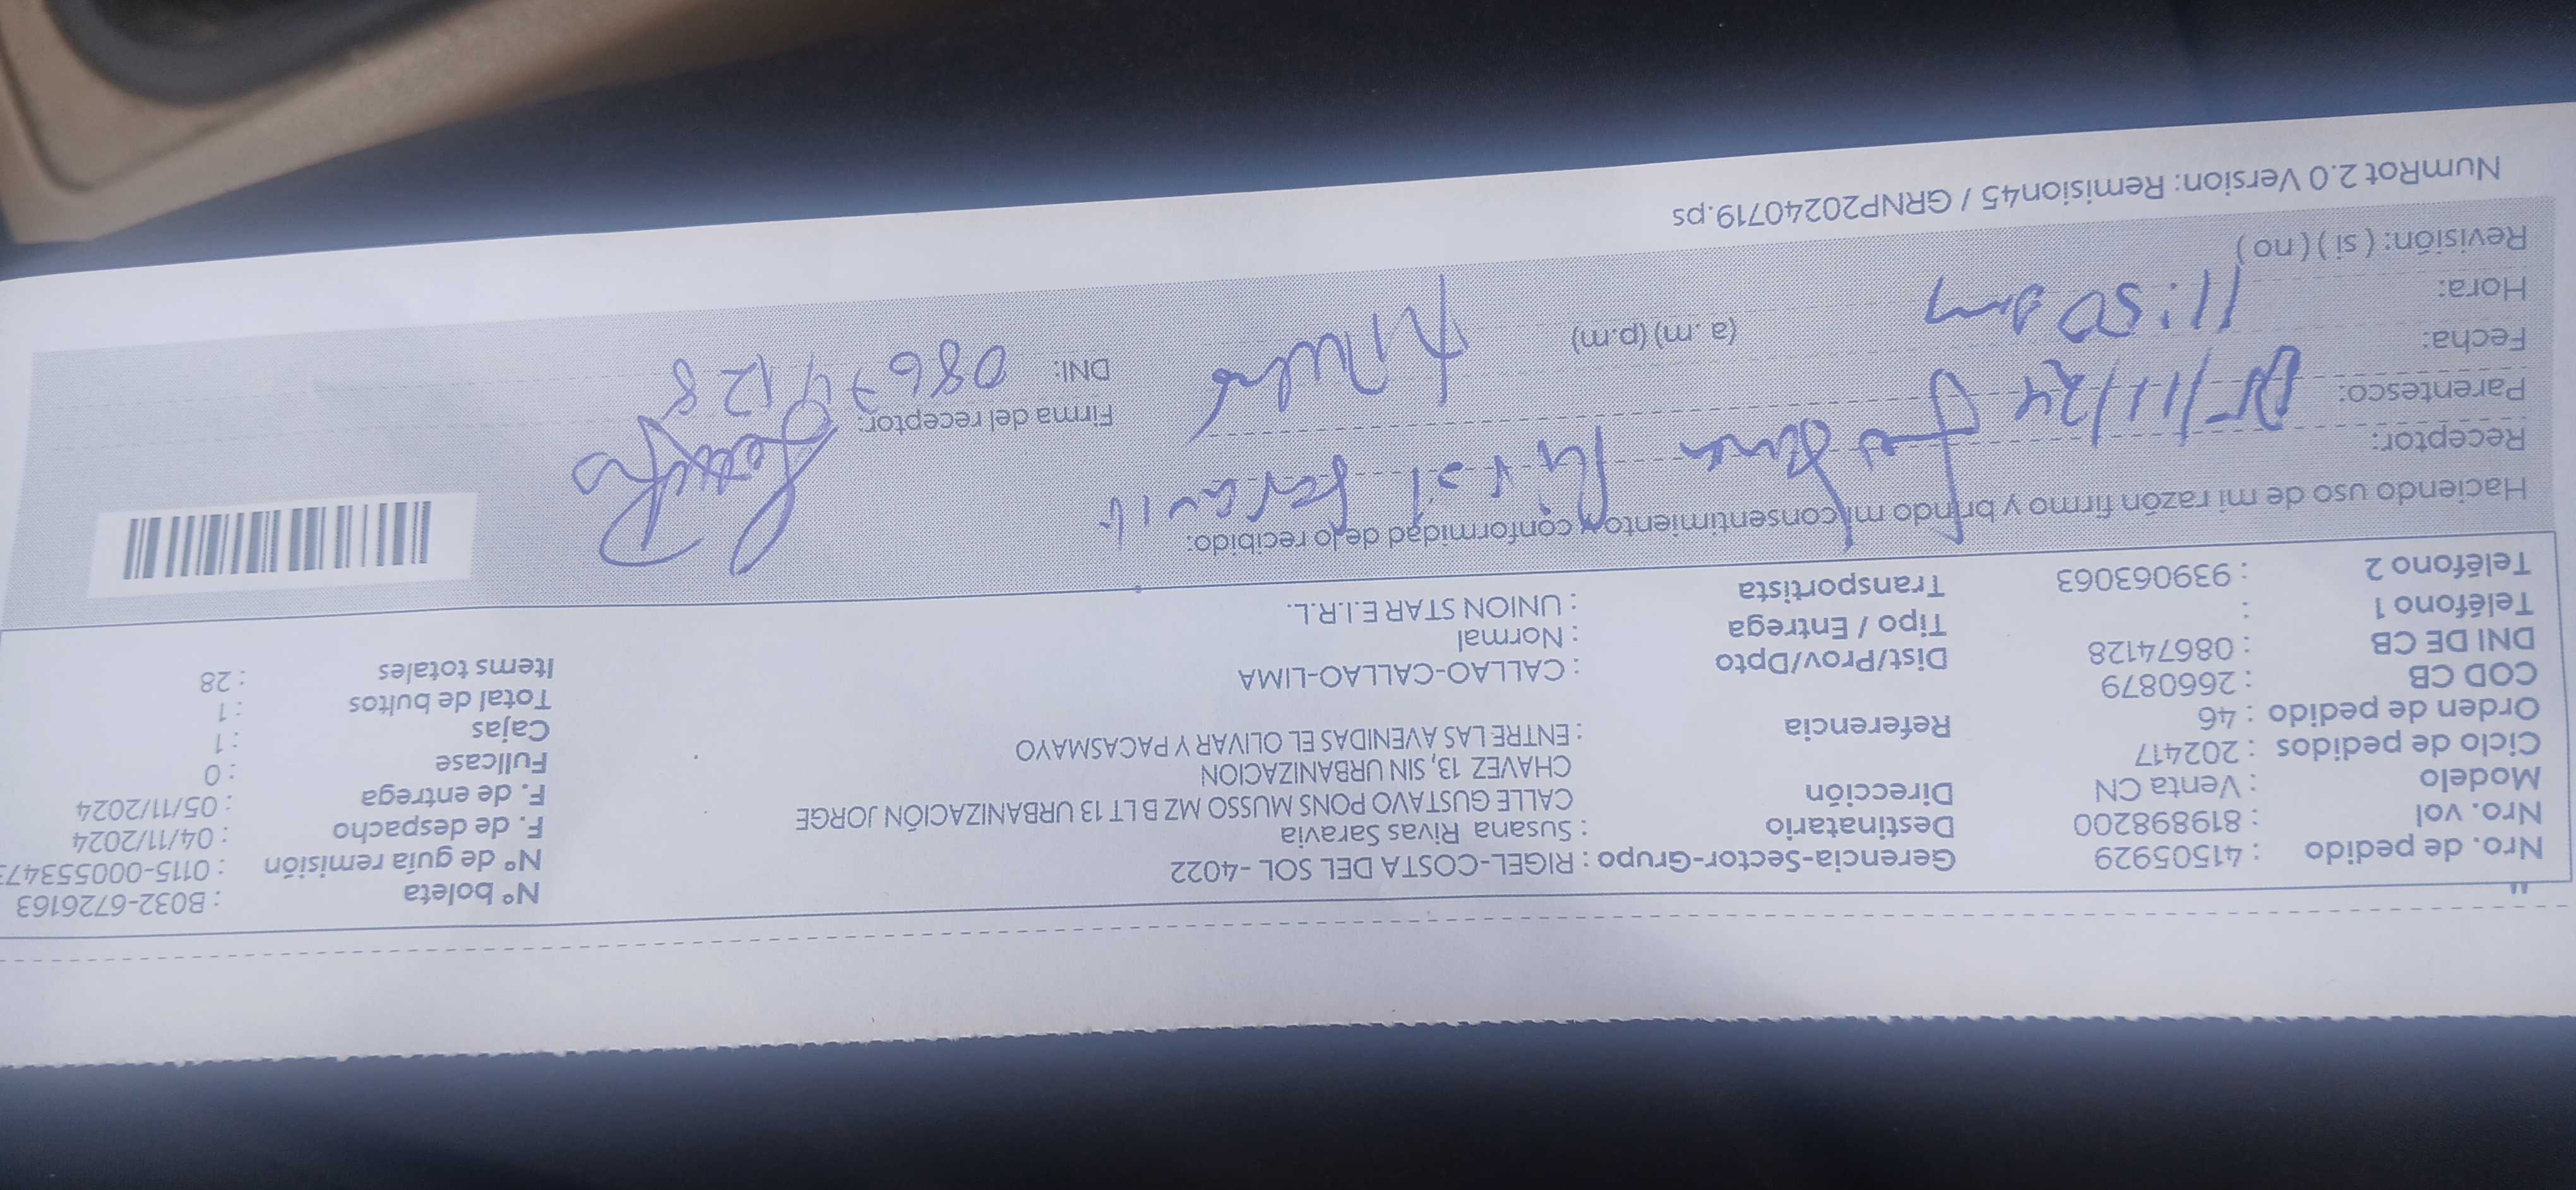 Nro. de pedido : 41505929
Nro. vol : 819898200
Modelo : Venta CN
Ciclo de pedidos : 202417
Orden de pedido : 46
COD CB : 2660879
DNI DE CB : 08674128
Teléfono 1 :
Teléfono 2 : 939063063
Gerencia-Sector-Grupo : RIGEL-COSTA DEL SOL -4022
Destinatario : Susana Rivas Saravia
Dirección CALLE GUSTAVO PONS MUSSO MZ B LT 13 URBANIZACIÓN JORGE
CHAVEZ 13, SIN URBANIZACION
Referencia : ENTRE LAS AVENIDAS EL OLIVAR Y PACASMAYO
Dist/Prov/Dpto : CALLAO-CALLAO-LIMA
Tipo / Entrega : Normal
Transportista : UNION STAR E.I.R.L.
Nº boleta : B032-6726163
Nº de guía remisión : 0115-000553473
F. de despacho : 04/11/2024
F. de entrega : 05/11/2024
Fullcase : 0
Cajas : 1
Total de bultos : 1
Items totales : 28
Haciendo uso de mi razón firmo y brindo mi consentimiento y conformidad de lo recibido:
Receptor:
Parentesco:
Fecha: /11/24
Hora: 11:50 am (a. m) (p.m)
Revisión: ( si ) ( no )
Firma del receptor:
DNI: 08674128
NumRot 2.0 Version: Remision45 / GRNP20240719.ps